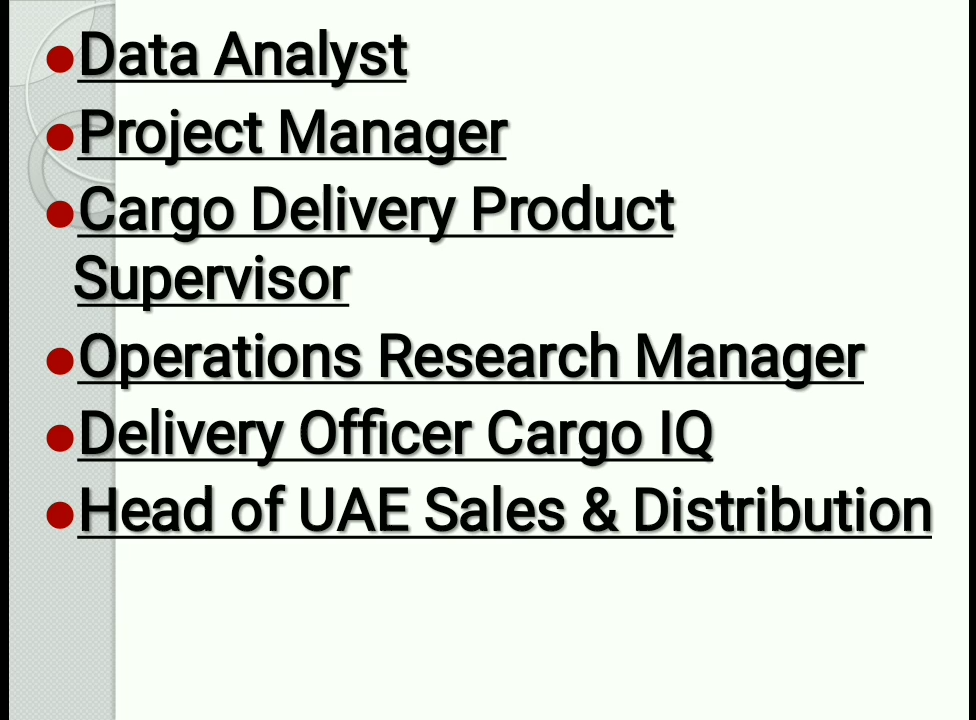 ●Data Analyst
●Project Manager
●Cargo Delivery Product
Supervisor
●Operations Research Manager
●Delivery Officer Cargo IQ
●Head of UAE Sales & Distribution